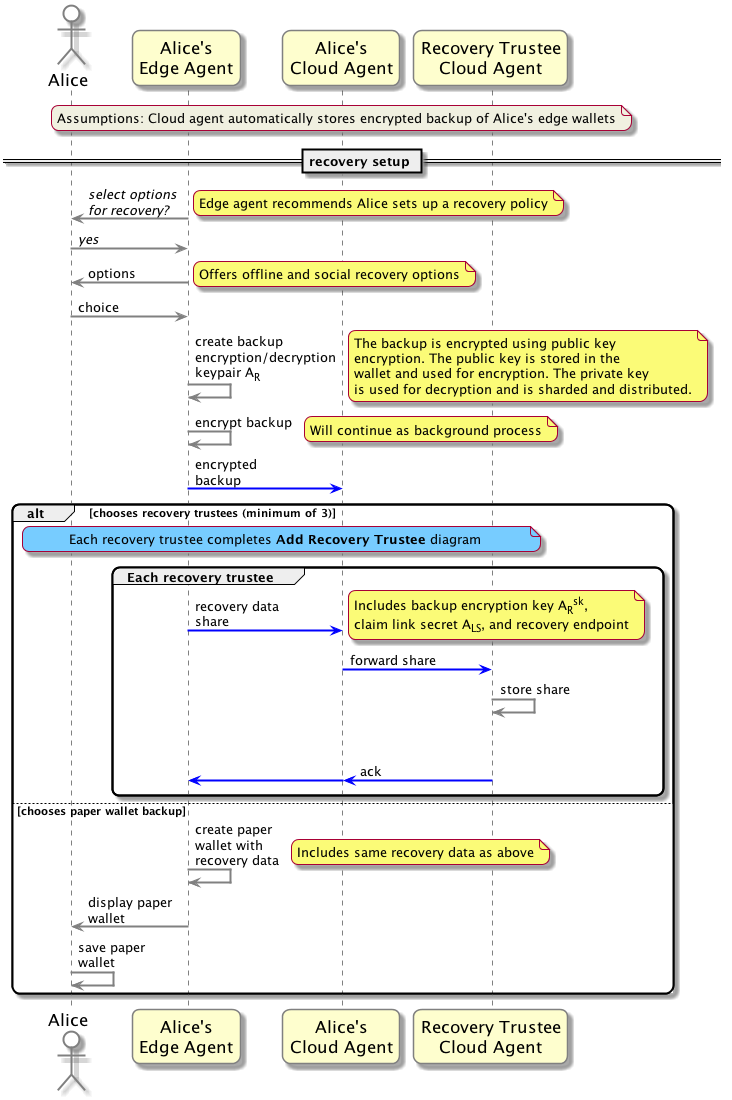 Alice
Alice's
Edge Agent
Alice's
Cloud Agent
Recovery Trustee
Cloud Agent
Assumptions: Cloud agent automatically stores encrypted backup of Alice's edge wallets
recovery setup
select options
for recovery?
Edge agent recommends Alice sets up a recovery policy
yes
options
Offers offline and social recovery options
choice
create backup
encryption/decryption
keypair A_R
The backup is encrypted using public key
encryption. The public key is stored in the
wallet and used for encryption. The private key
is used for decryption and is sharded and distributed.
encrypt backup
Will continue as background process
encrypted
backup
alt
[chooses recovery trustees (minimum of 3)]
Each recovery trustee completes Add Recovery Trustee diagram
Each recovery trustee
recovery data
share
Includes backup encryption key A_R^sk,
claim link secret A_LS, and recovery endpoint
forward share
store share
ack
[chooses paper wallet backup]
create paper
wallet with
recovery data
Includes same recovery data as above
display paper
wallet
save paper
wallet
Alice
Alice's
Edge Agent
Alice's
Cloud Agent
Recovery Trustee
Cloud Agent